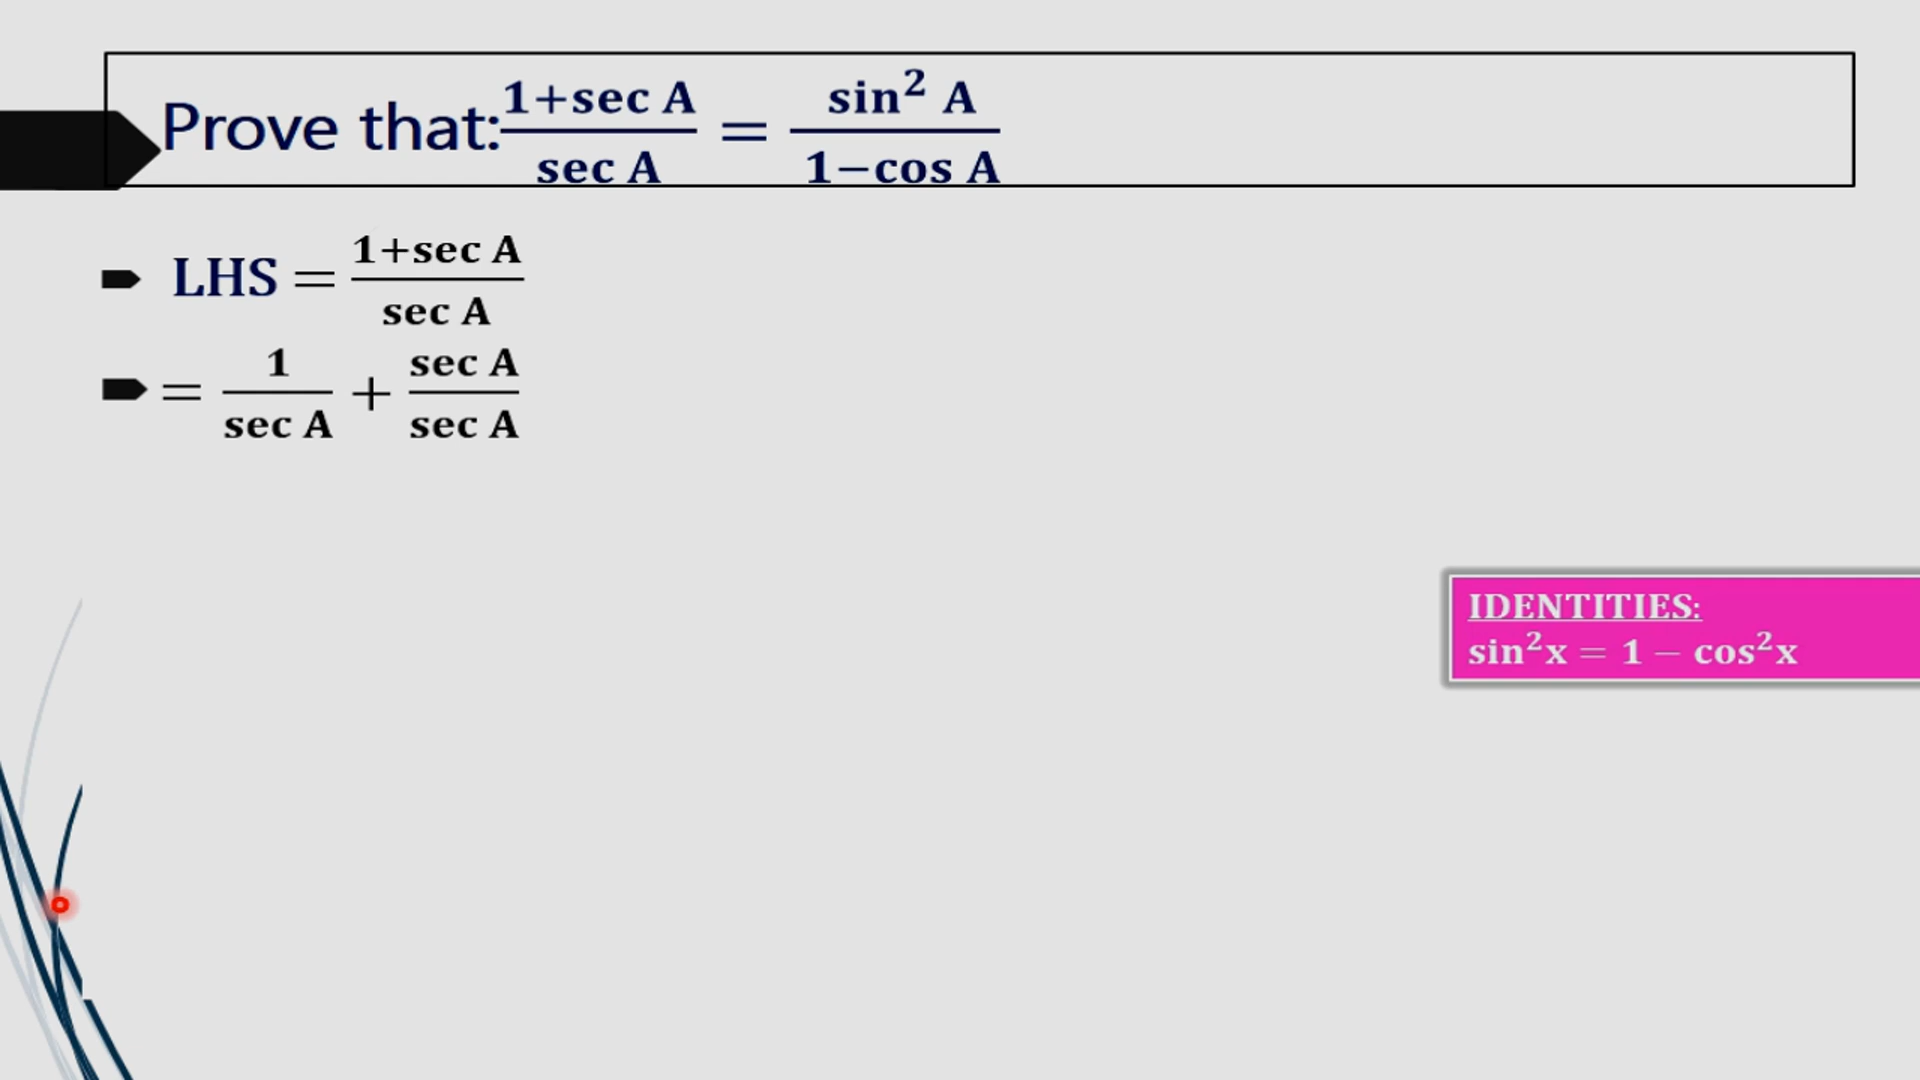 Prove that: (1+sec A)/(sec A) = (sin² A)/(1−cos A)
LHS = (1+sec A)/(sec A)
= 1/(sec A) + (sec A)/(sec A)
IDENTITIES:
sin²x = 1 − cos²x